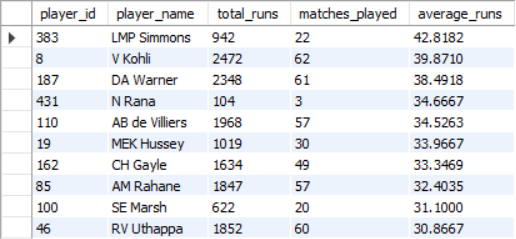 player_id player_name total_runs matches_played average_runs
383 LMP Simmons 942 22 42.8182
8 V Kohli 2472 62 39.8710
187 DA Warner 2348 61 38.4918
431 N Rana 104 3 34.6667
110 AB de Villiers 1968 57 34.5263
19 MEK Hussey 1019 30 33.9667
162 CH Gayle 1634 49 33.3469
85 AM Rahane 1847 57 32.4035
100 SE Marsh 622 20 31.1000
46 RV Uthappa 1852 60 30.8667